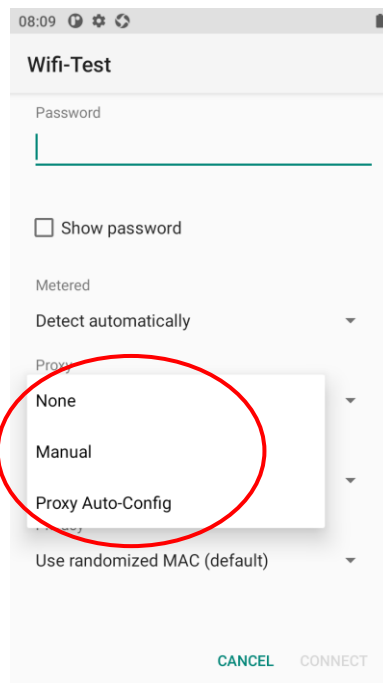 08:09
Wifi-Test
Password
Show password
Metered
Detect automatically
Proxy
None
Manual
Proxy Auto-Config
Use randomized MAC (default)
CANCEL CONNECT